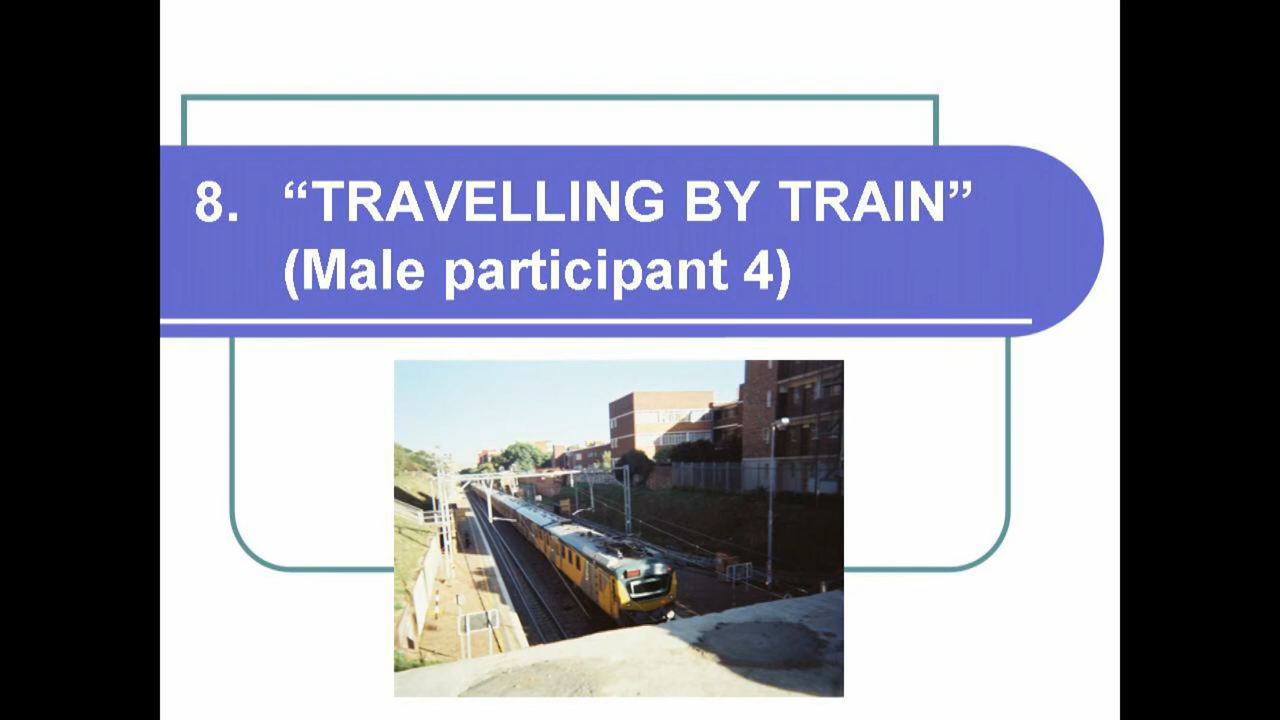 8. “TRAVELLING BY TRAIN”
(Male participant 4)